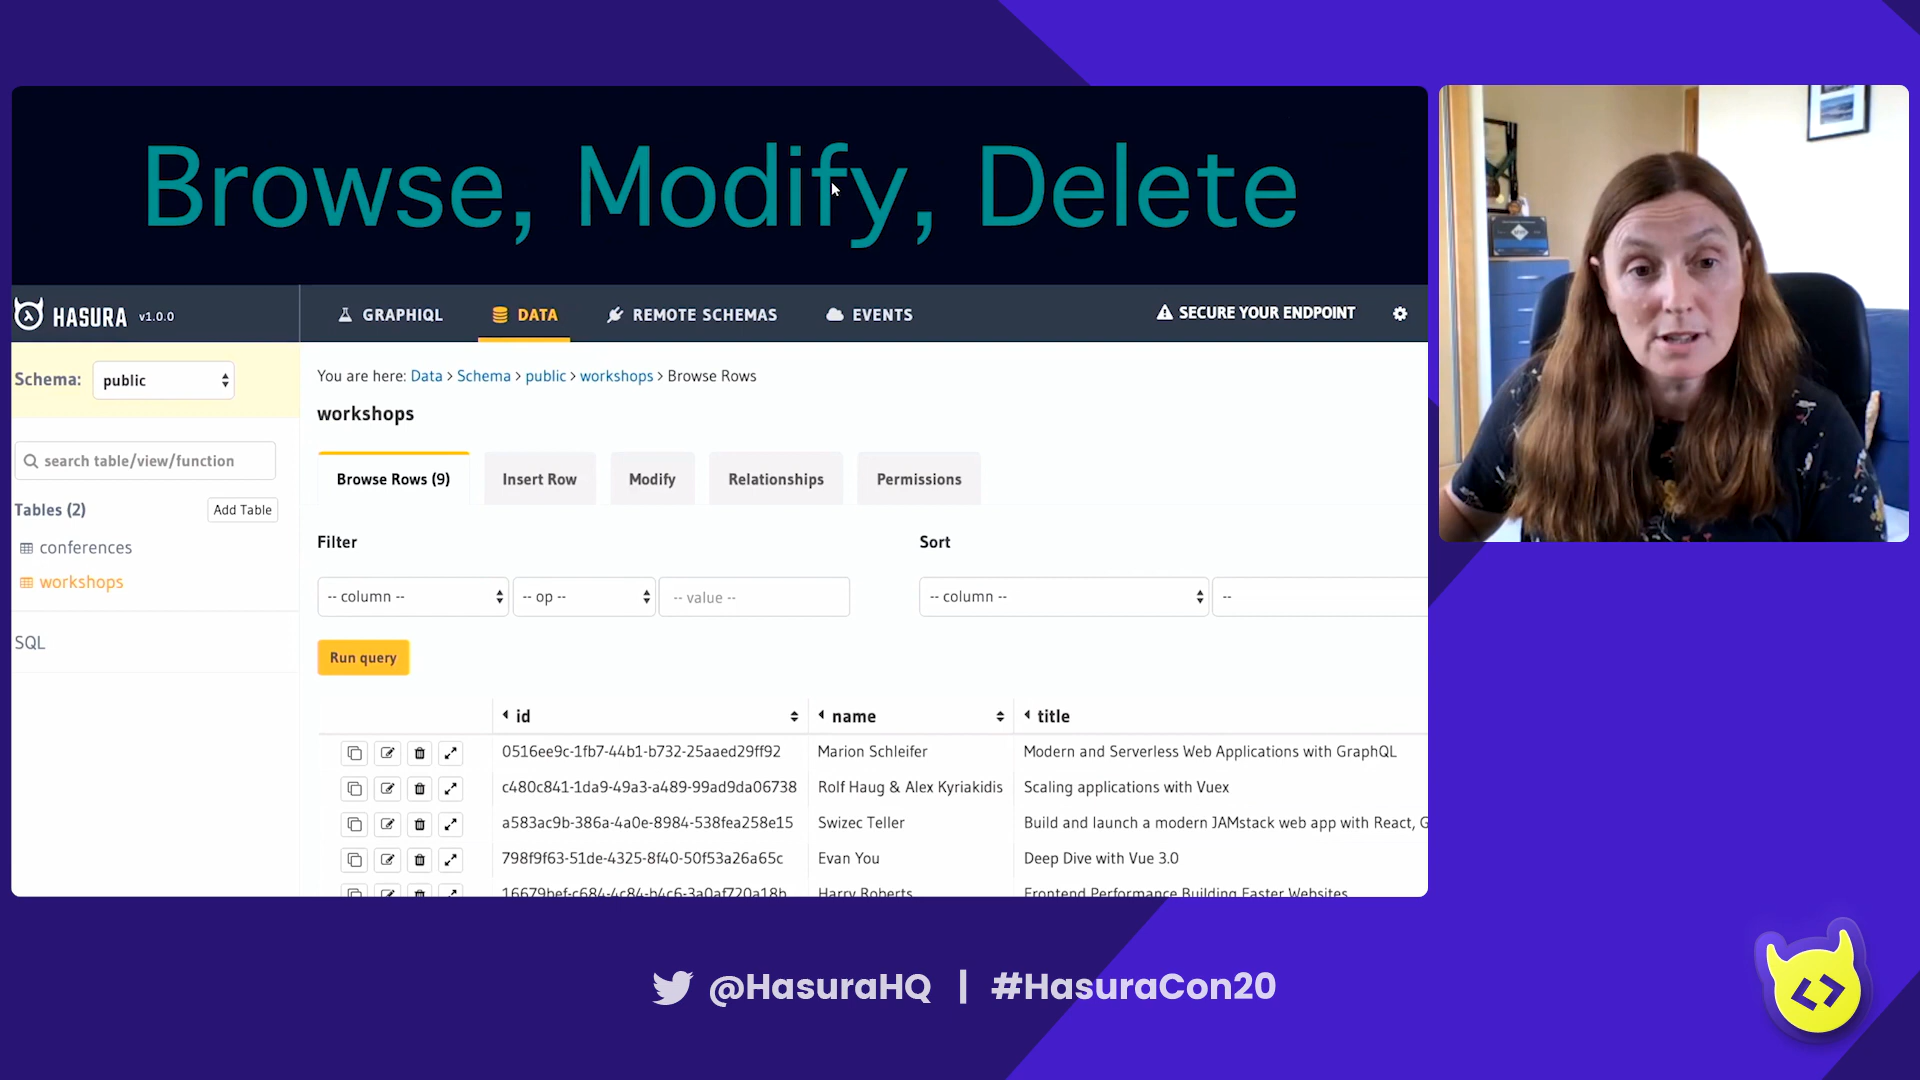 Browse, Modify, Delete
HASURA v1.0.0
GRAPHIQL
DATA
REMOTE SCHEMAS
EVENTS
SECURE YOUR ENDPOINT
Schema: public
search table/view/function
Tables (2)
Add Table
conferences
workshops
SQL
You are here: Data > Schema > public > workshops > Browse Rows
workshops
Browse Rows (9)
Insert Row
Modify
Relationships
Permissions
Filter
Sort
-- column --
-- op --
-- value --
-- column --
--
Run query
id name title
0516ee9c-1fb7-44b1-b732-25aaed29ff92 Marion Schleifer Modern and Serverless Web Applications with GraphQL
c480c841-1da9-49a3-a489-99ad9da06738 Rolf Haug & Alex Kyriakidis Scaling applications with Vuex
a583ac9b-386a-4a0e-8984-538fea258e15 Swizec Teller Build and launch a modern JAMstack web app with React, G
798f9f63-51de-4325-8f40-50f53a26a65c Evan You Deep Dive with Vue 3.0
16679bef-c684-4c84-b4c6-3a0af720a18b Harry Roberts Frontend Performance Building Faster Websites
@HasuraHQ | #HasuraCon20